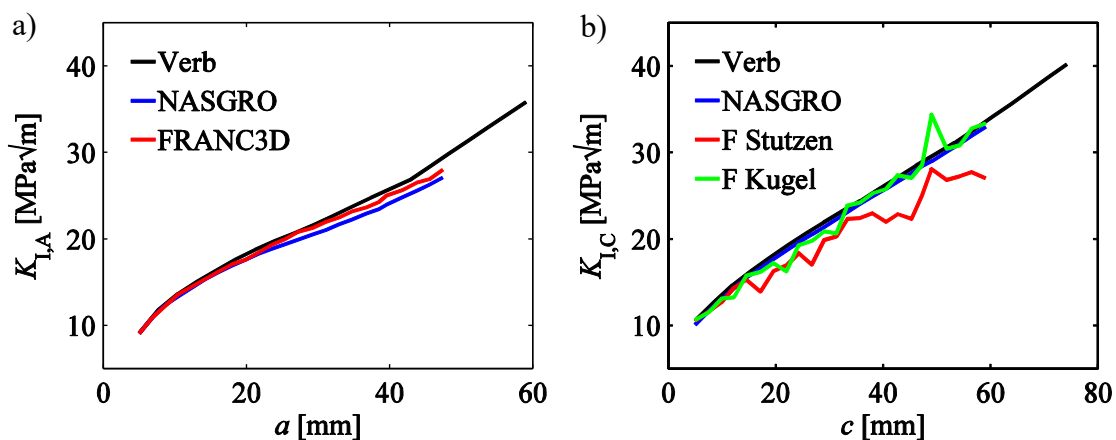 a)
40
30
20
10
K_I,A [MPa√m]
Verb
NASGRO
FRANC3D
0
20
40
60
a [mm]
b)
40
30
20
10
K_I,C [MPa√m]
Verb
NASGRO
F Stutzen
F Kugel
0
20
40
60
80
c [mm]